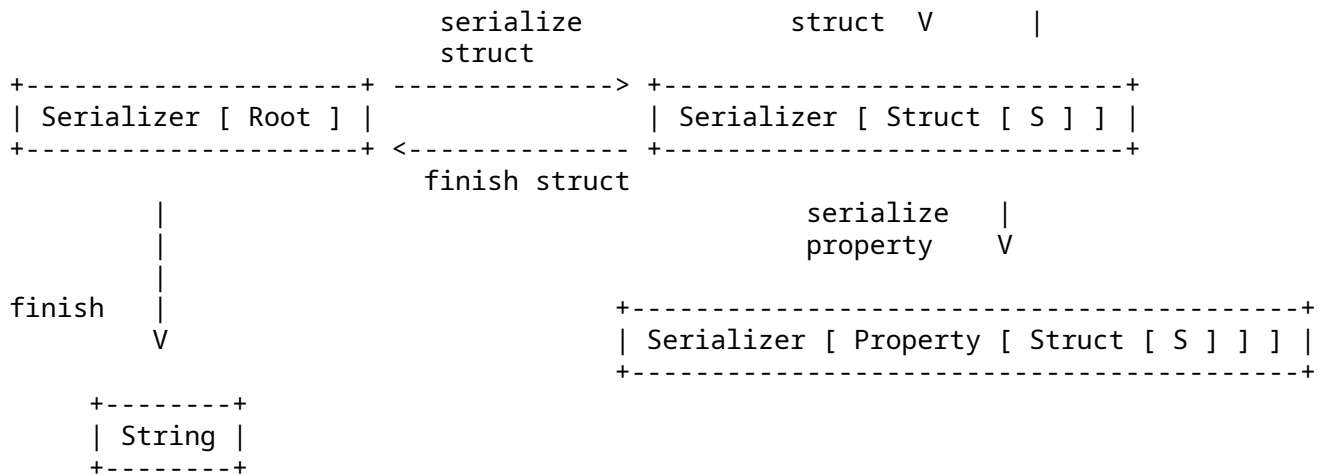 serialize struct V |
struct
+---------------------+ --------------> +-----------------------------+
| Serializer [ Root ] | | Serializer [ Struct [ S ] ] |
+---------------------+ <-------------- +-----------------------------+
finish struct
| serialize |
| property V
|
finish | +------------------------------------------+
V | Serializer [ Property [ Struct [ S ] ] ] |
+------------------------------------------+
+--------+
| String |
+--------+